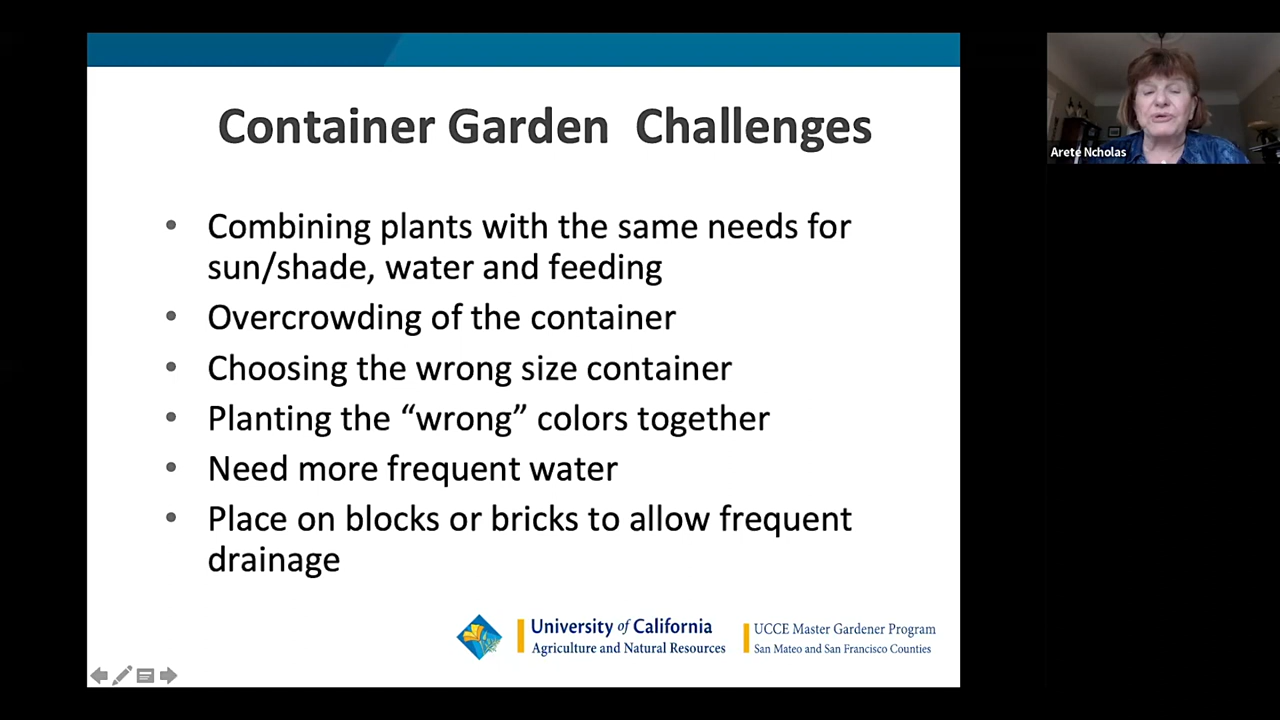 Container Garden  Challenges
• Combining plants with the same needs for
sun/shade, water and feeding
• Overcrowding of the container
• Choosing the wrong size container
• Planting the “wrong” colors together
• Need more frequent water
• Place on blocks or bricks to allow frequent
drainage
University of California
Agriculture and Natural Resources
UCCE Master Gardener Program
San Mateo and San Francisco Counties
Arete Ncholas